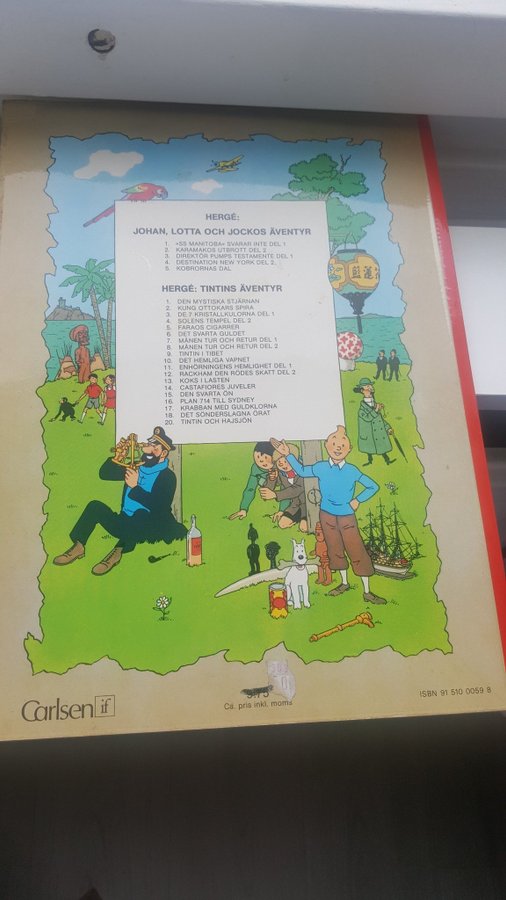 HERGÉ:
JOHAN, LOTTA OCH JOCKOS ÄVENTYR
1. «SS MANITOBA» SVARAR INTE DEL 1
2. KARAMAKOS UTBROTT DEL 2
3. DIREKTÖR PUMPS TESTAMENTE DEL 1
4. DESTINATION NEW YORK DEL 2
5. KOBRORNAS DAL
HERGÉ: TINTINS ÄVENTYR
1. DEN MYSTISKA STJÄRNAN
2. KUNG OTTOKARS SPIRA
3. DE 7 KRISTALLKULORNA DEL 1
4. SOLENS TEMPEL DEL 2
5. FARAOS CIGARRER
6. DET SVARTA GULDET
7. MÅNEN TUR OCH RETUR DEL 1
8. MÅNEN TUR OCH RETUR DEL 2
9. TINTIN I TIBET
10. DET HEMLIGA VAPNET
11. ENHÖRNINGENS HEMLIGHET DEL 1
12. RACKHAM DEN RÖDES SKATT DEL 2
13. KOKS I LASTEN
14. CASTAFIORES JUVELER
15. DEN SVARTA ÖN
16. PLAN 714 TILL SYDNEY
17. KRABBAN MED GULDKLORNA
18. DET SÖNDERSLAGNA ÖRAT
20. TINTIN OCH HAJSJÖN
Carlsen if
Ca. pris inkl. moms
ISBN 91 510 0059 8